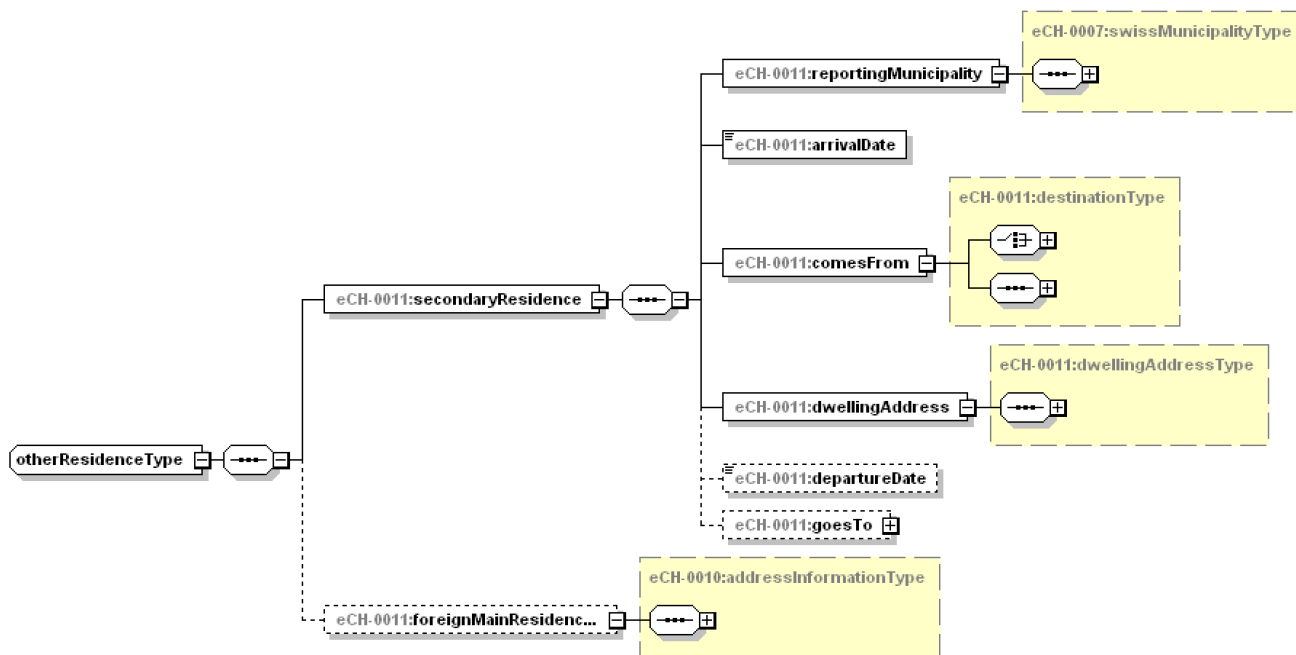 eCH-0007:swissMunicipalityType
eCH-0011:reportingMunicipality
eCH-0011:arrivalDate
eCH-0011:destinationType
eCH-0011:comesFrom
eCH-0011:secondaryResidence
eCH-0011:dwellingAddressType
eCH-0011:dwellingAddress
otherResidenceType
eCH-0011:departureDate
eCH-0011:goesTo
eCH-0010:addressInformationType
eCH-0011:foreignMainResidenc...